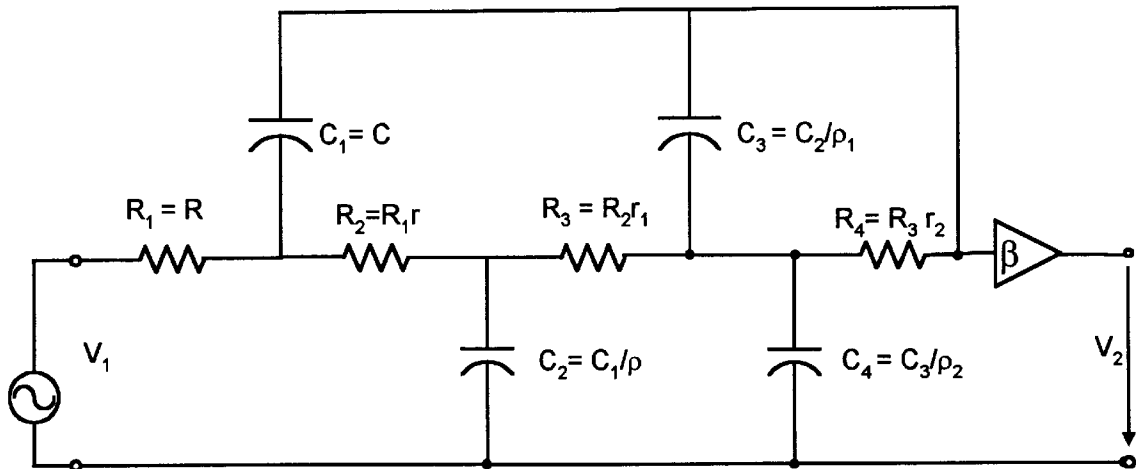 C₁ = C
C₃ = C₂/ρ₁
R₁ = R
R₂=R₁r
R₃ = R₂r₁
R₄= R₃ r₂
β
V₁
C₂= C₁/ρ
C₄ = C₃/ρ₂
V₂